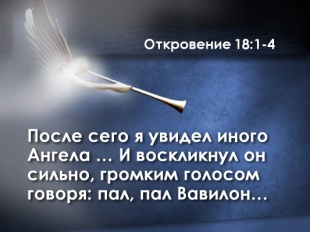 Откровение 18:1-4
После сего я увидел иного
Ангела … И воскликнул он
сильно, громким голосом
говоря: пал, пал Вавилон…